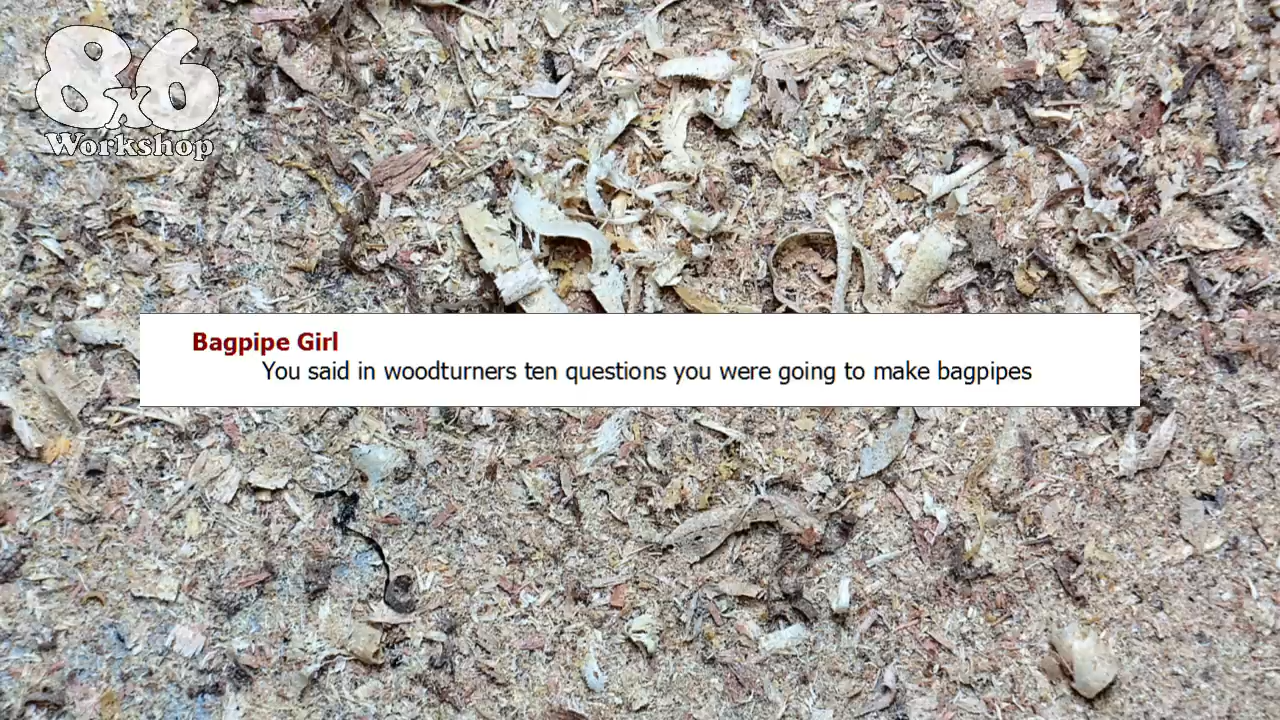 8x6
Workshop
Bagpipe Girl
You said in woodturners ten questions you were going to make bagpipes